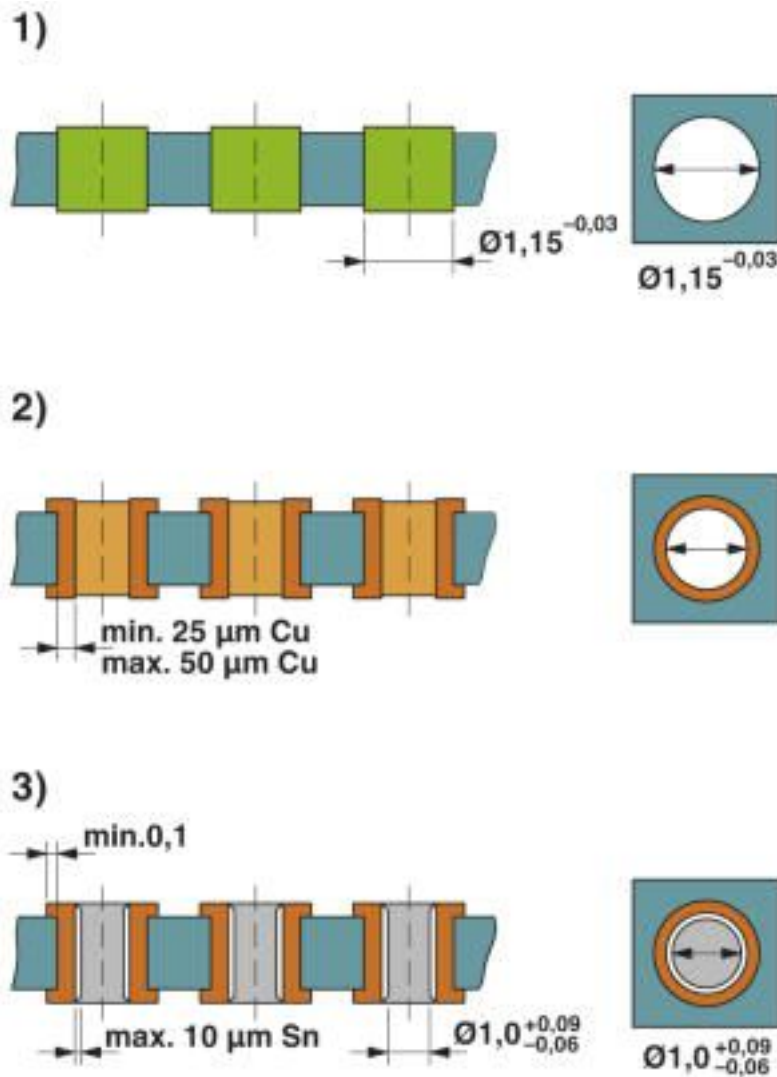 1)
Ø1,15 −0,03
Ø1,15 −0,03
2)
min. 25 µm Cu
max. 50 µm Cu
3)
min.0,1
max. 10 µm Sn
Ø1,0 +0,09 −0,06
Ø1,0 +0,09 −0,06